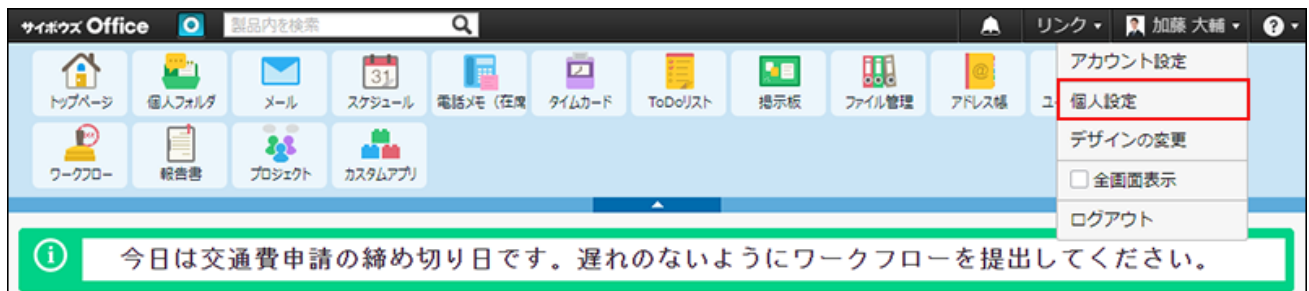 サイボウズ Office 製品内を検索 リンク 加藤 大輔 ?
アカウント設定
個人設定
デザインの変更
全画面表示
ログアウト
トップページ 個人フォルダ メール スケジュール 電話メモ（在席 タイムカード ToDoリスト 掲示板 ファイル管理 アドレス帳 ユ
31
@
ワークフロー 報告書 プロジェクト カスタムアプリ
今日は交通費申請の締め切り日です。遅れのないようにワークフローを提出してください。